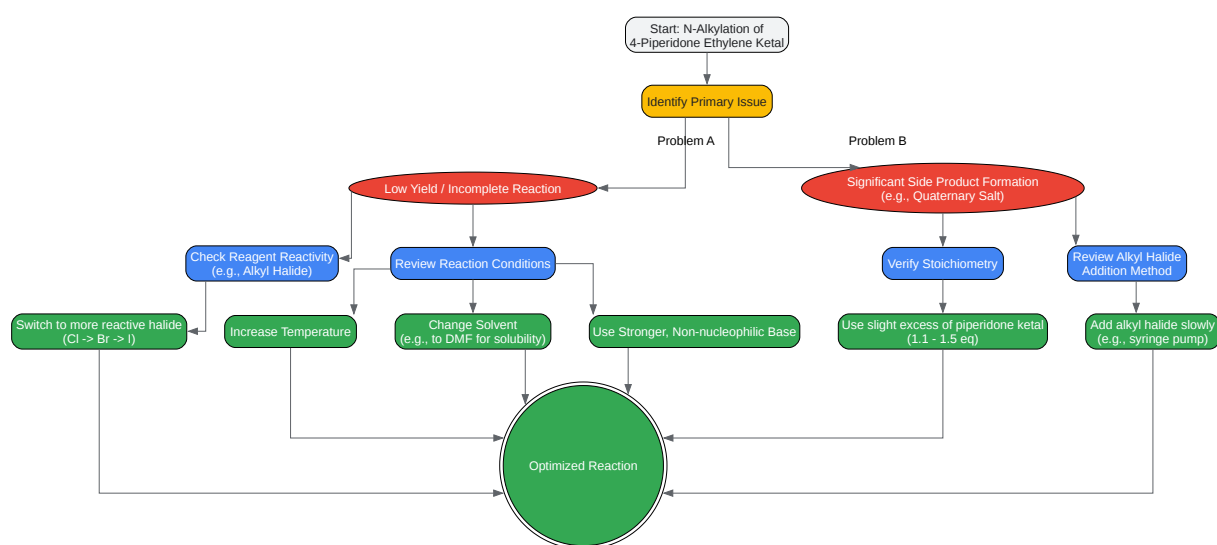 Start: N-Alkylation of
4-Piperidone Ethylene Ketal
Identify Primary Issue
Problem A
Problem B
Low Yield / Incomplete Reaction
Significant Side Product Formation
(e.g., Quaternary Salt)
Check Reagent Reactivity
(e.g., Alkyl Halide)
Review Reaction Conditions
Verify Stoichiometry
Review Alkyl Halide
Addition Method
Switch to more reactive halide
(Cl -> Br -> I)
Increase Temperature
Change Solvent
(e.g., to DMF for solubility)
Use Stronger, Non-nucleophilic Base
Use slight excess of piperidone ketal
(1.1 - 1.5 eq)
Add alkyl halide slowly
(e.g., syringe pump)
Optimized Reaction